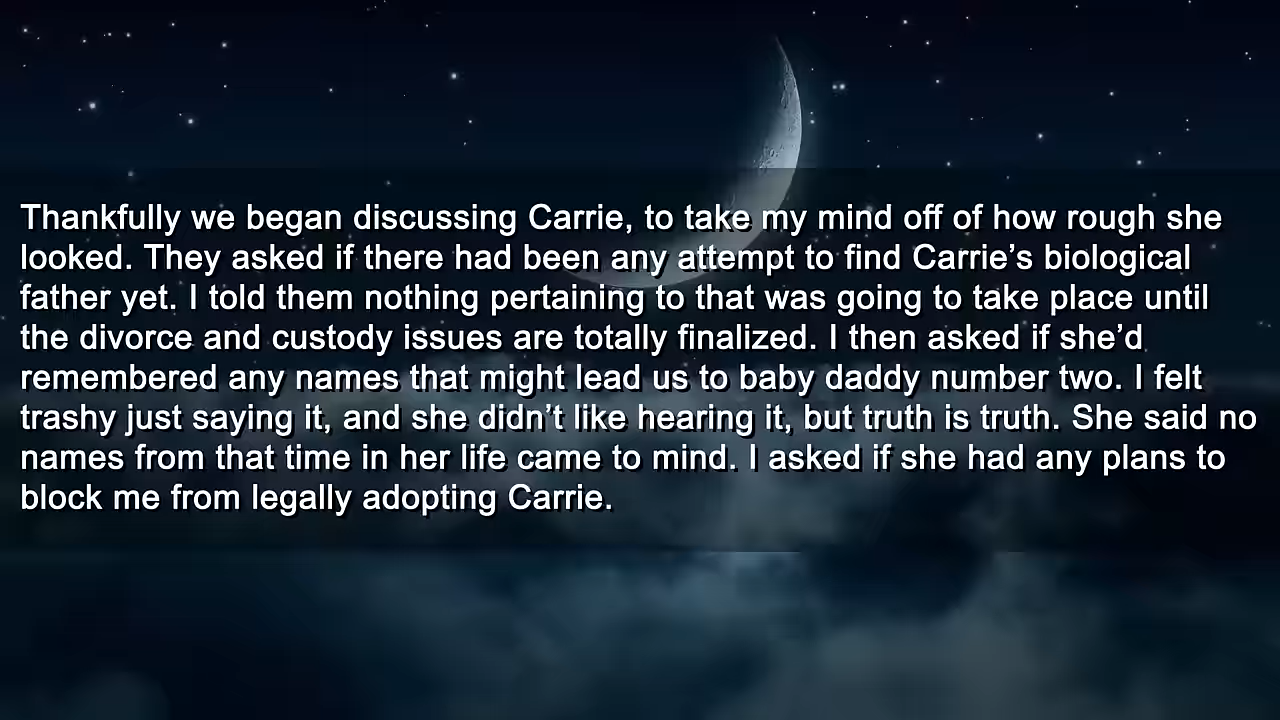 Thankfully we began discussing Carrie, to take my mind off of how rough she
looked. They asked if there had been any attempt to find Carrie’s biological
father yet. I told them nothing pertaining to that was going to take place until
the divorce and custody issues are totally finalized. I then asked if she’d
remembered any names that might lead us to baby daddy number two. I felt
trashy just saying it, and she didn’t like hearing it, but truth is truth. She said no
names from that time in her life came to mind. I asked if she had any plans to
block me from legally adopting Carrie.